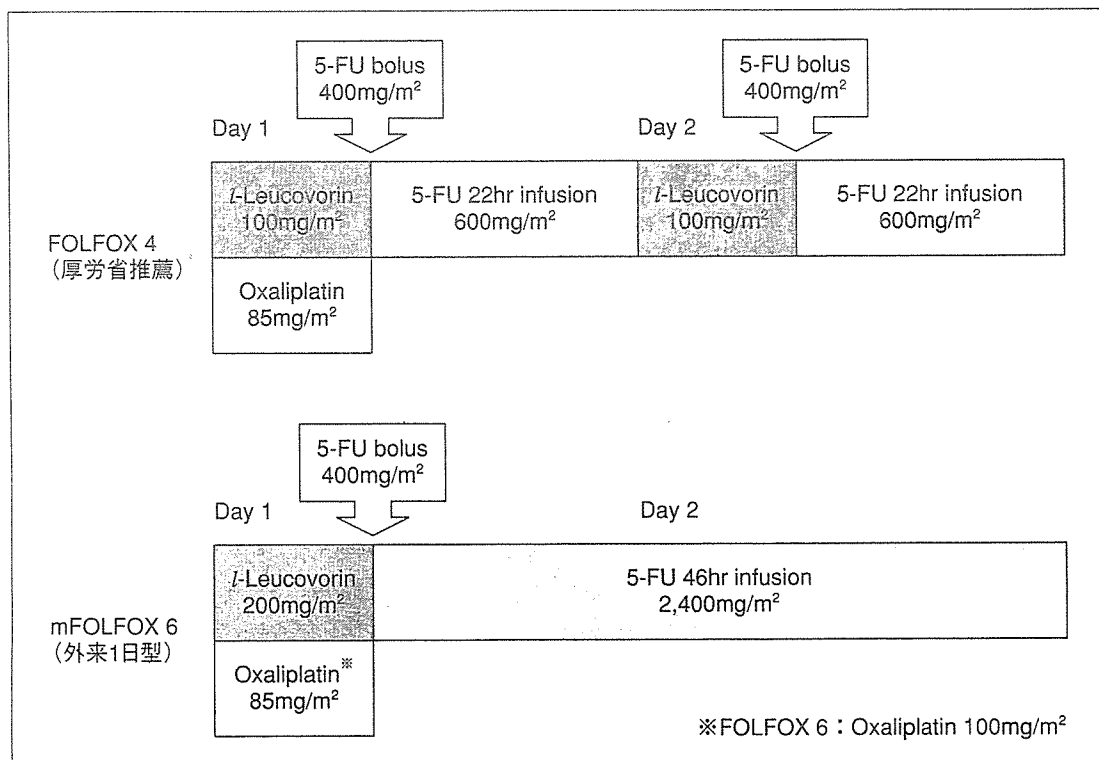 5-FU bolus
400mg/m²
5-FU bolus
400mg/m²
Day 1
Day 2
l-Leucovorin
100mg/m²
5-FU 22hr infusion
600mg/m²
l-Leucovorin
100mg/m²
5-FU 22hr infusion
600mg/m²
FOLFOX 4
（厚労省推薦）
Oxaliplatin
85mg/m²
5-FU bolus
400mg/m²
Day 1
Day 2
l-Leucovorin
200mg/m²
5-FU 46hr infusion
2,400mg/m²
mFOLFOX 6
（外来1日型）
Oxaliplatin※
85mg/m²
※FOLFOX 6：Oxaliplatin 100mg/m²